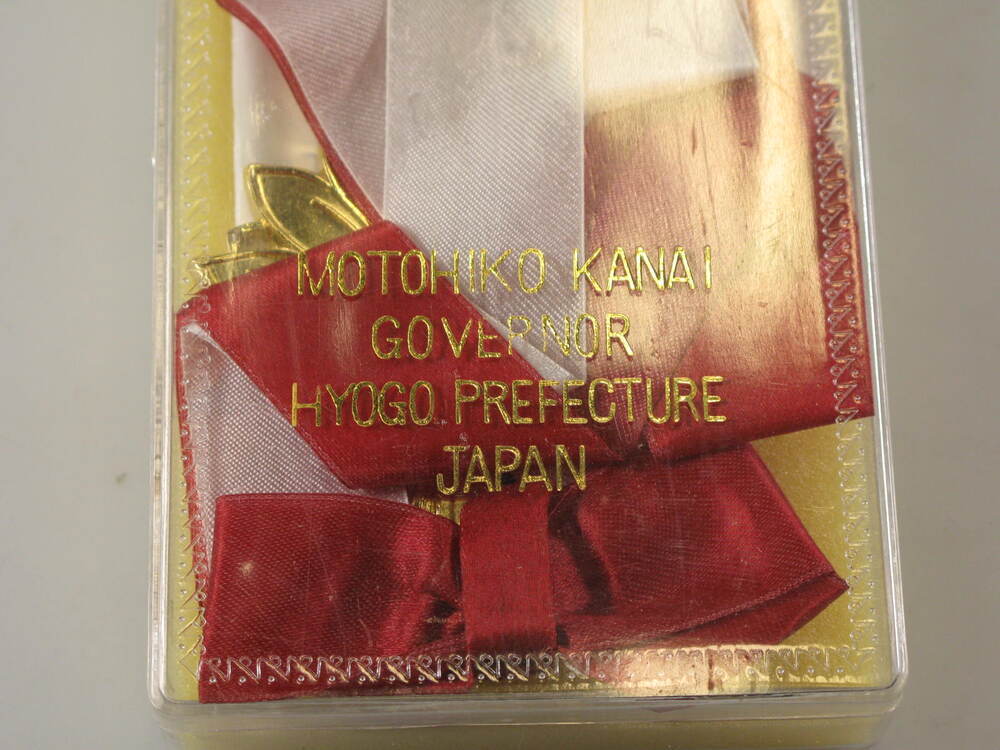 MOTOHIKO KANAI
GOVERNOR
HYOGO PREFECTURE
JAPAN